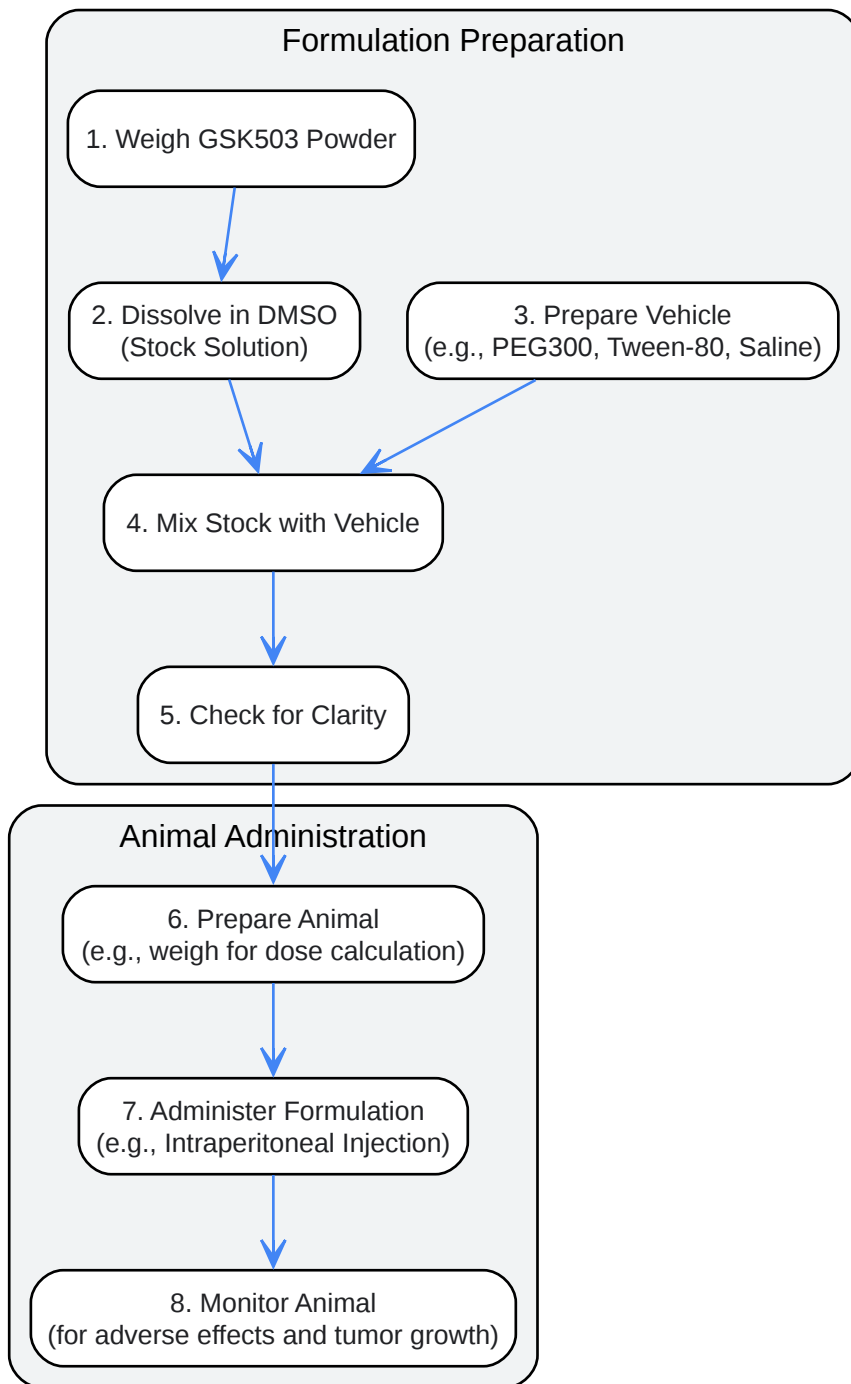 Formulation Preparation
1. Weigh GSK503 Powder
2. Dissolve in DMSO
(Stock Solution)
3. Prepare Vehicle
(e.g., PEG300, Tween-80, Saline)
4. Mix Stock with Vehicle
5. Check for Clarity
Animal Administration
6. Prepare Animal
(e.g., weigh for dose calculation)
7. Administer Formulation
(e.g., Intraperitoneal Injection)
8. Monitor Animal
(for adverse effects and tumor growth)